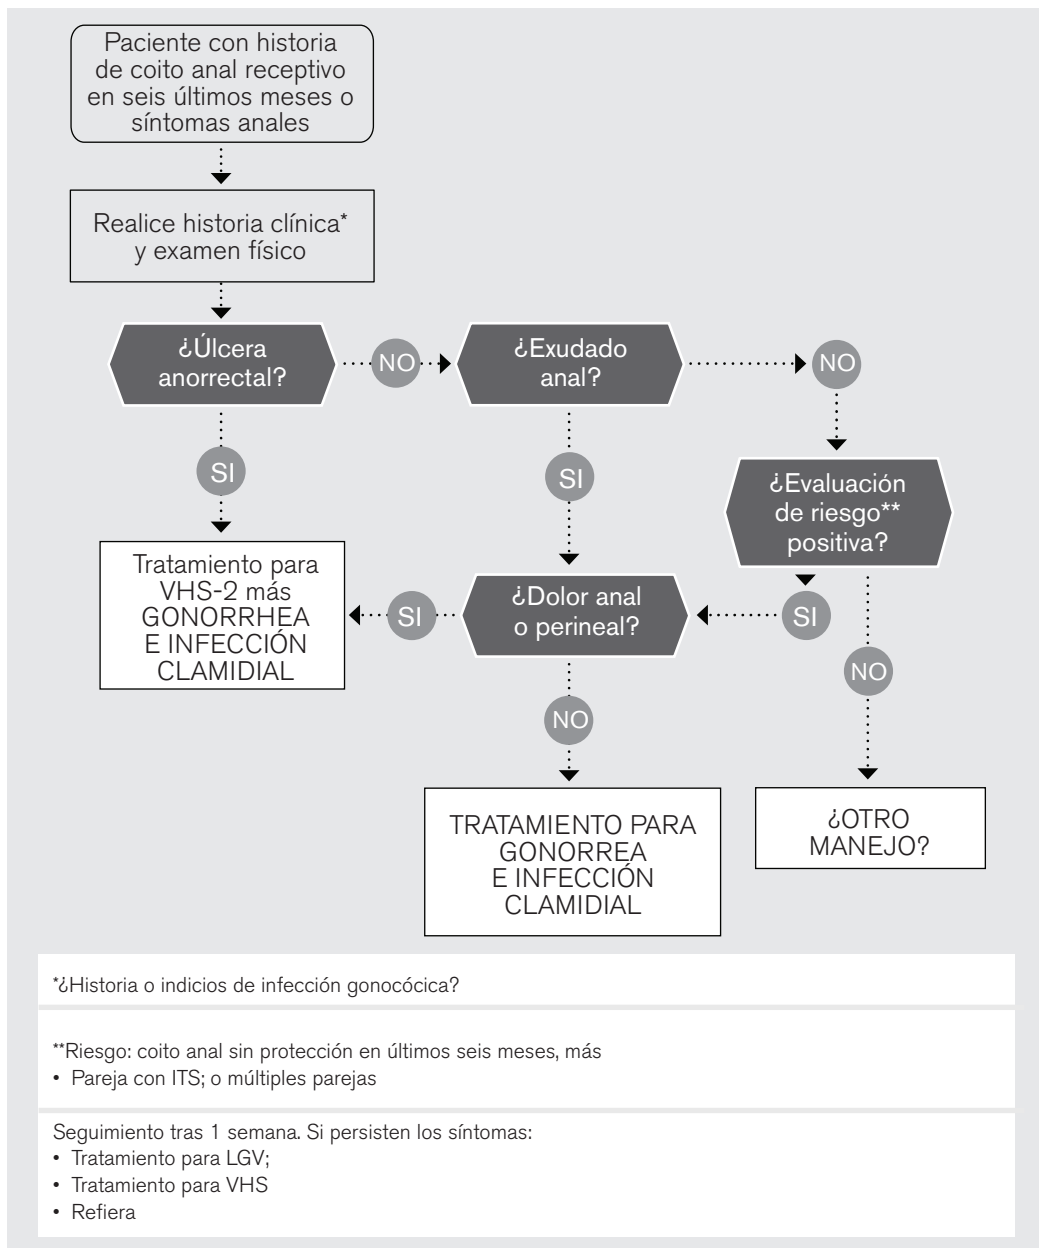 Paciente con historia
de coito anal receptivo
en seis últimos meses o
síntomas anales
Realice historia clínica*
y examen físico
¿Úlcera
anorrectal?
NO
¿Exudado
anal?
NO
SI
SI
¿Evaluación
de riesgo**
positiva?
Tratamiento para
VHS-2 más
GONORRHEA
E INFECCIÓN
CLAMIDIAL
SI
¿Dolor anal
o perineal?
SI
NO
NO
TRATAMIENTO PARA
GONORREA
E INFECCIÓN
CLAMIDIAL
¿OTRO
MANEJO?
*¿Historia o indicios de infección gonocócica?
**Riesgo: coito anal sin protección en últimos seis meses, más
• Pareja con ITS; o múltiples parejas
Seguimiento tras 1 semana. Si persisten los síntomas:
• Tratamiento para LGV;
• Tratamiento para VHS
• Refiera